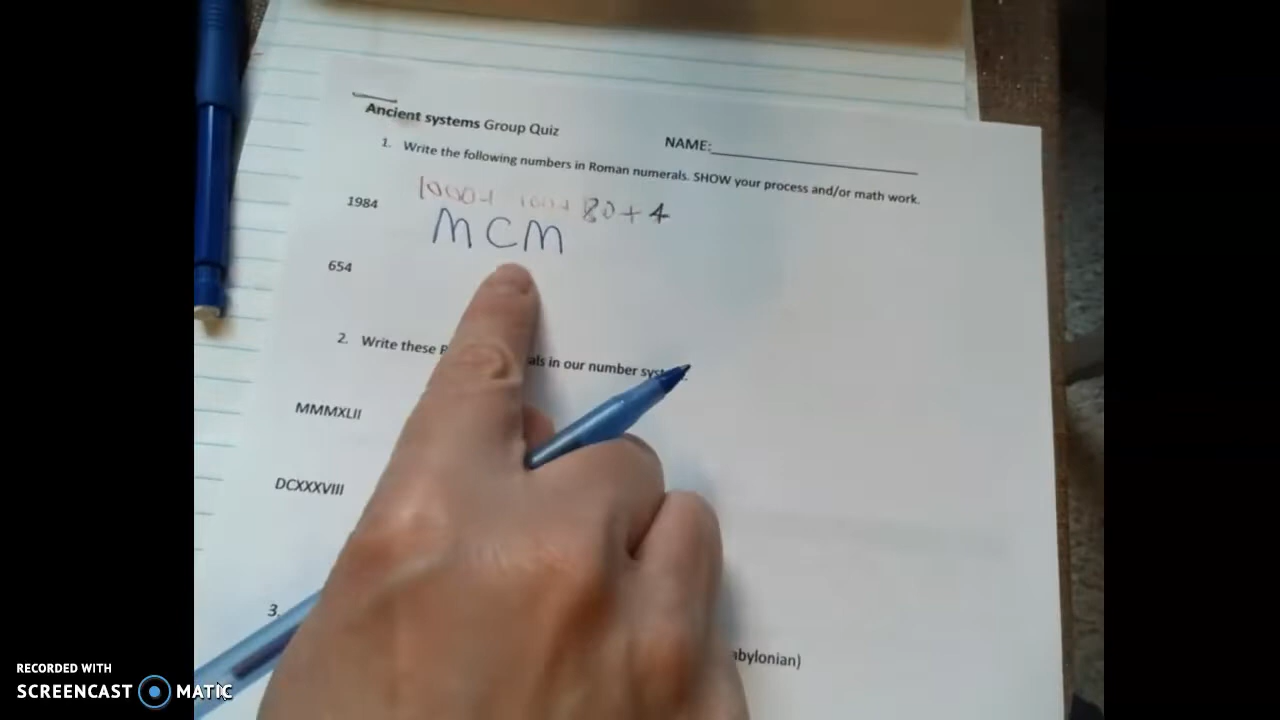 Ancient systems Group Quiz
NAME:
1. Write the following numbers in Roman numerals. SHOW your process and/or math work.
1000+ 80+4
1984
MCM
654
2. Write these als in our number
MMMXLII
DCXXXVIII
3.
abylonian)
RECORDED WITH
SCREENCAST MATIC